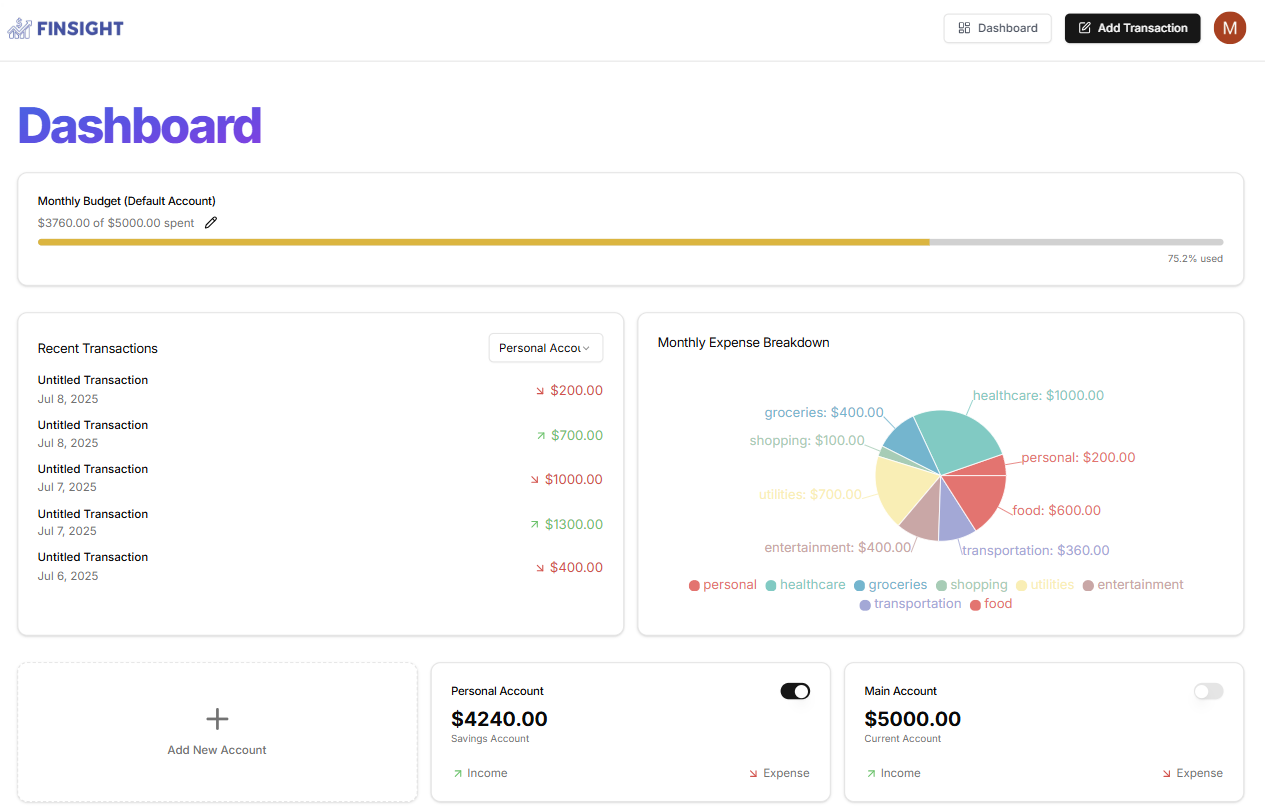 FINSIGHT
Dashboard
Add Transaction
M
Dashboard
Monthly Budget (Default Account)
$3760.00 of $5000.00 spent
75.2% used
Recent Transactions
Personal Accou
Untitled Transaction
Jul 8, 2025
$200.00
Untitled Transaction
Jul 8, 2025
$700.00
Untitled Transaction
Jul 7, 2025
$1000.00
Untitled Transaction
Jul 7, 2025
$1300.00
Untitled Transaction
Jul 6, 2025
$400.00
Monthly Expense Breakdown
healthcare: $1000.00
groceries: $400.00
shopping: $100.00
personal: $200.00
utilities: $700.00
food: $600.00
entertainment: $400.00
transportation: $360.00
personal healthcare groceries shopping utilities entertainment
transportation food
Add New Account
Personal Account
$4240.00
Savings Account
Income
Expense
Main Account
$5000.00
Current Account
Income
Expense